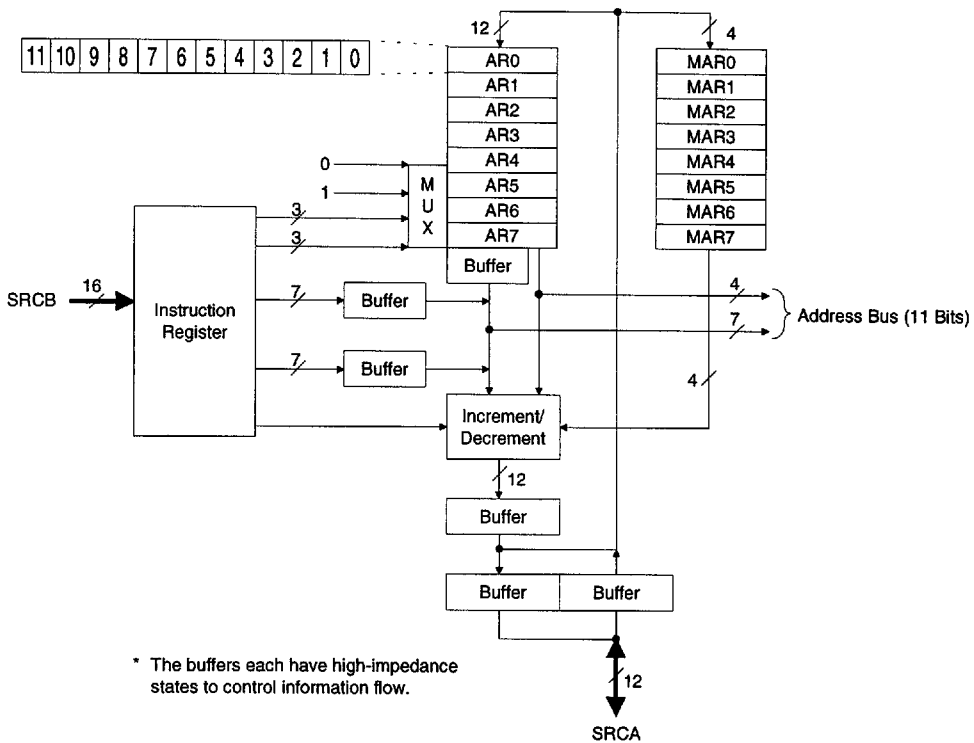 12
4
11 10 9 8 7 6 5 4 3 2 1 0
AR0
MAR0
AR1
MAR1
AR2
MAR2
AR3
MAR3
AR4
MAR4
AR5
MAR5
AR6
MAR6
AR7
MAR7
0
1
MUX
3
3
Buffer
SRCB
16
Instruction
Register
7
Buffer
7
Buffer
4
7
Address Bus (11 Bits)
4
Increment/
Decrement
12
Buffer
Buffer
Buffer
* The buffers each have high-impedance
states to control information flow.
12
SRCA